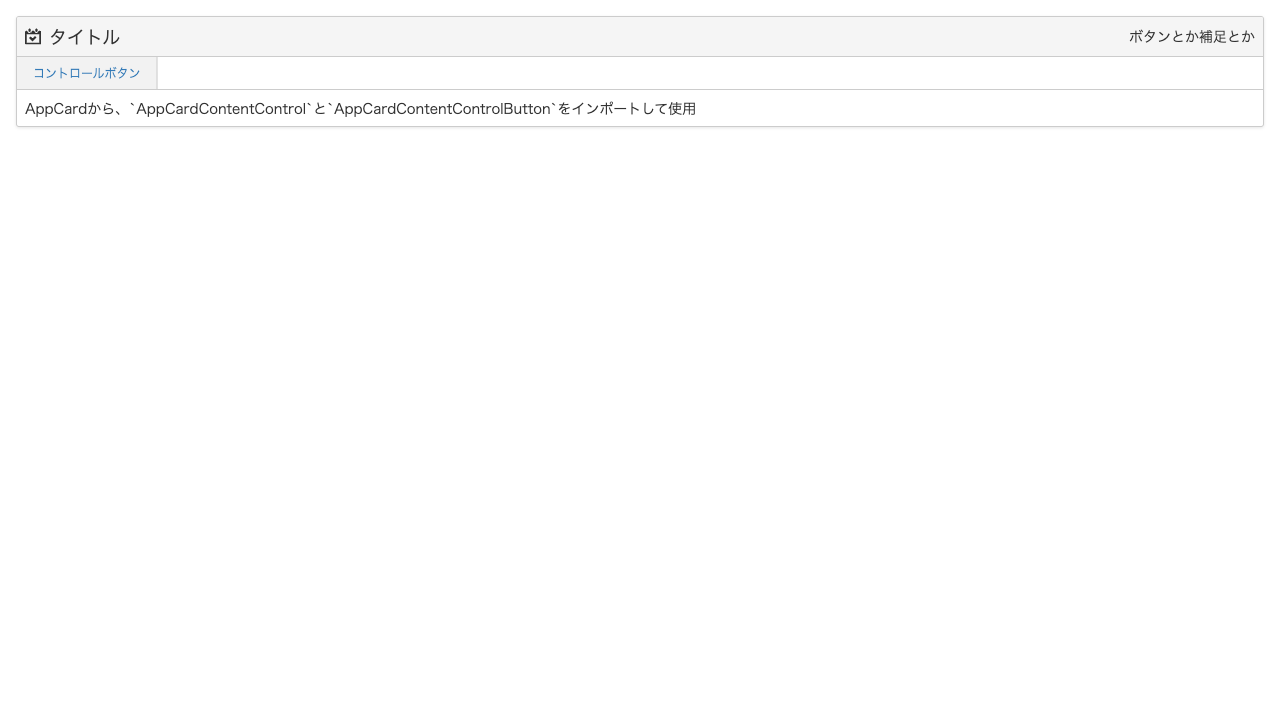 タイトル
ボタンとか補足とか
コントロールボタン
AppCardから、`AppCardContentControl`と`AppCardContentControlButton`をインポートして使用